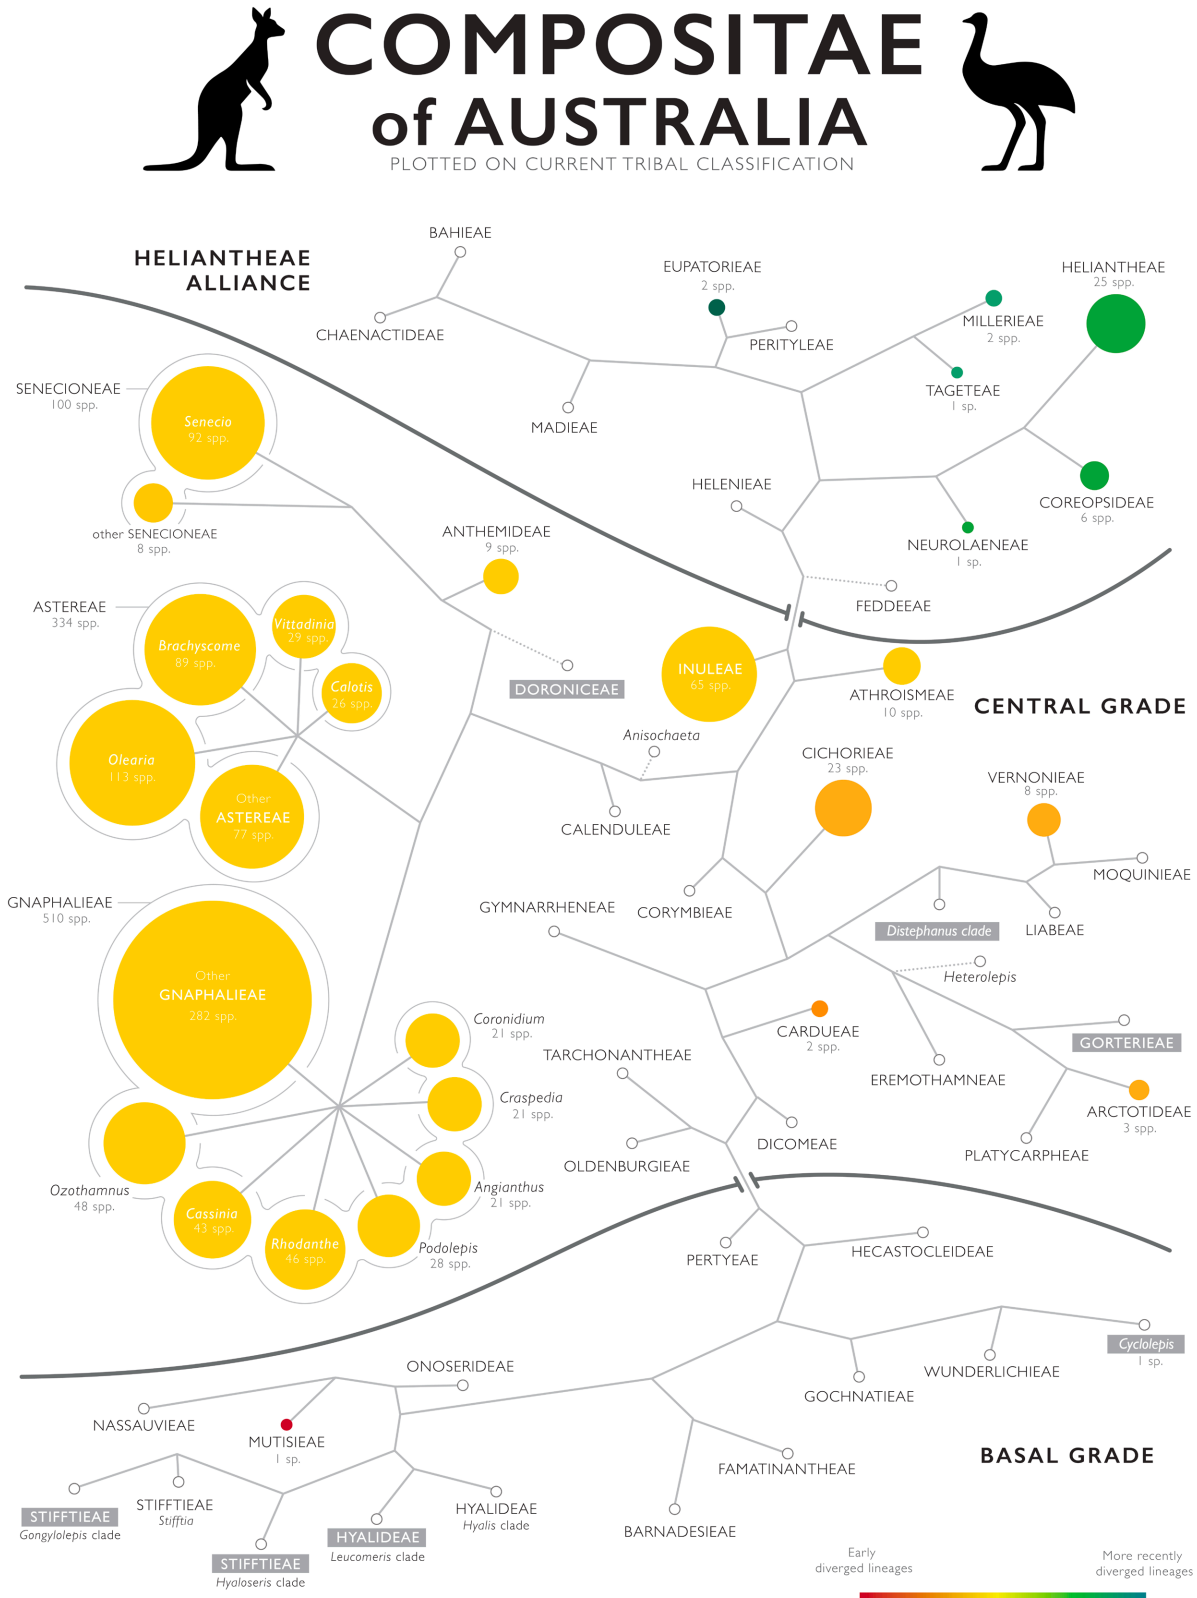 COMPOSITAE
of AUSTRALIA
PLOTTED ON CURRENT TRIBAL CLASSIFICATION
HELIANTHEAE
ALLIANCE
BAHIEAE
CHAENACTIDEAE
MADIEAE
EUPATORIEAE
2 spp.
PERITYLEAE
MILLERIEAE
2 spp.
TAGETEAE
1 sp.
HELIANTHEAE
25 spp.
COREOPSIDEAE
6 spp.
NEUROLAENEAE
1 sp.
HELENIEAE
FEDDEEAE
SENECIONEAE
100 spp.
Senecio
92 spp.
other SENECIONEAE
8 spp.
ANTHEMIDEAE
9 spp.
DORONICEAE
ASTEREAE
334 spp.
Brachyscome
89 spp.
Vittadinia
29 spp.
Calotis
26 spp.
Olearia
113 spp.
Other
ASTEREAE
77 spp.
INULEAE
65 spp.
ATHROISMEAE
10 spp.
CENTRAL GRADE
Anisochaeta
CALENDULEAE
CICHORIEAE
23 spp.
VERNONIEAE
8 spp.
MOQUINIEAE
LIABEAE
Distephanus clade
CORYMBIEAE
GYMNARRHENEAE
Heterolepis
GORTERIEAE
EREMOTHAMNEAE
ARCTOTIDEAE
3 spp.
PLATYCARPHEAE
CARDUEAE
2 spp.
TARCHONANTHEAE
OLDENBURGIEAE
DICOMEAE
GNAPHALIEAE
510 spp.
Other
GNAPHALIEAE
282 spp.
Coronidium
21 spp.
Craspedia
21 spp.
Angianthus
21 spp.
Podolepis
28 spp.
Rhodanthe
46 spp.
Cassinia
43 spp.
Ozothamnus
48 spp.
PERTYEAE
HECASTOCLEIDEAE
Cyclolepis
1 sp.
WUNDERLICHIEAE
GOCHNATIEAE
ONOSERIDEAE
NASSAUVIEAE
MUTISIEAE
1 sp.
FAMATINANTHEAE
BARNADESIEAE
BASAL GRADE
STIFFTIEAE
Gongylolepis clade
STIFFTIEAE
Stifftia
STIFFTIEAE
Hyaloseris clade
HYALIDEAE
Leucomeris clade
HYALIDEAE
Hyalis clade
Early
diverged lineages
More recently
diverged lineages